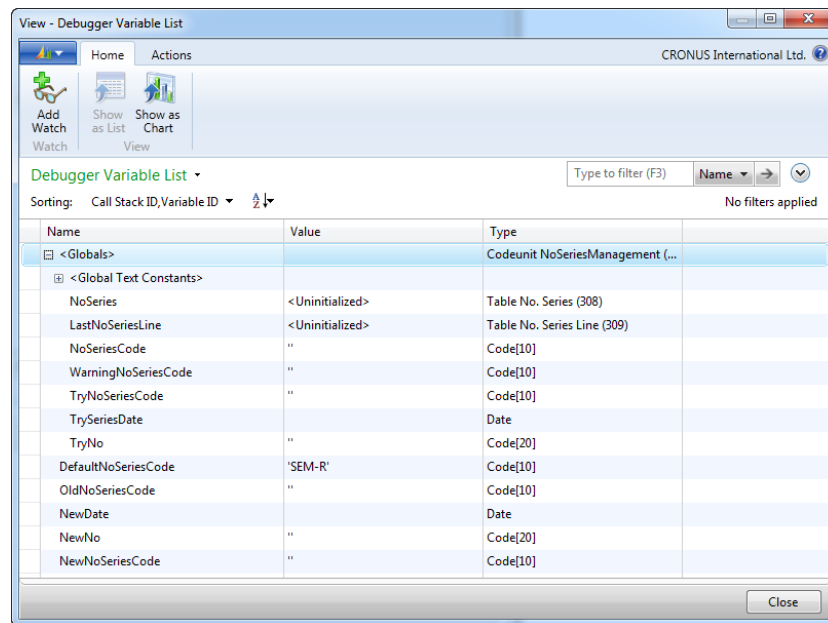 View - Debugger Variable List
Home Actions CRONUS International Ltd.
Add Watch Show as List Show as Chart
Watch View
Debugger Variable List Type to filter (F3) Name
Sorting: Call Stack ID,Variable ID No filters applied
Name Value Type
<Globals> Codeunit NoSeriesManagement (...
<Global Text Constants>
NoSeries <Uninitialized> Table No. Series (308)
LastNoSeriesLine <Uninitialized> Table No. Series Line (309)
NoSeriesCode '' Code[10]
WarningNoSeriesCode '' Code[10]
TryNoSeriesCode '' Code[10]
TrySeriesDate Date
TryNo '' Code[20]
DefaultNoSeriesCode 'SEM-R' Code[10]
OldNoSeriesCode '' Code[10]
NewDate Date
NewNo '' Code[20]
NewNoSeriesCode '' Code[10]
Close